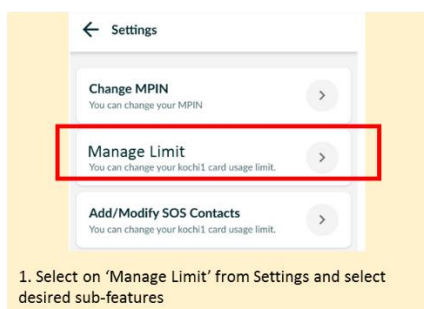 Settings
Change MPIN
You can change your MPIN
Manage Limit
You can change your kochi1 card usage limit.
Add/Modify SOS Contacts
You can change your kochi1 card usage limit.
1. Select on ‘Manage Limit’ from Settings and select
desired sub-features